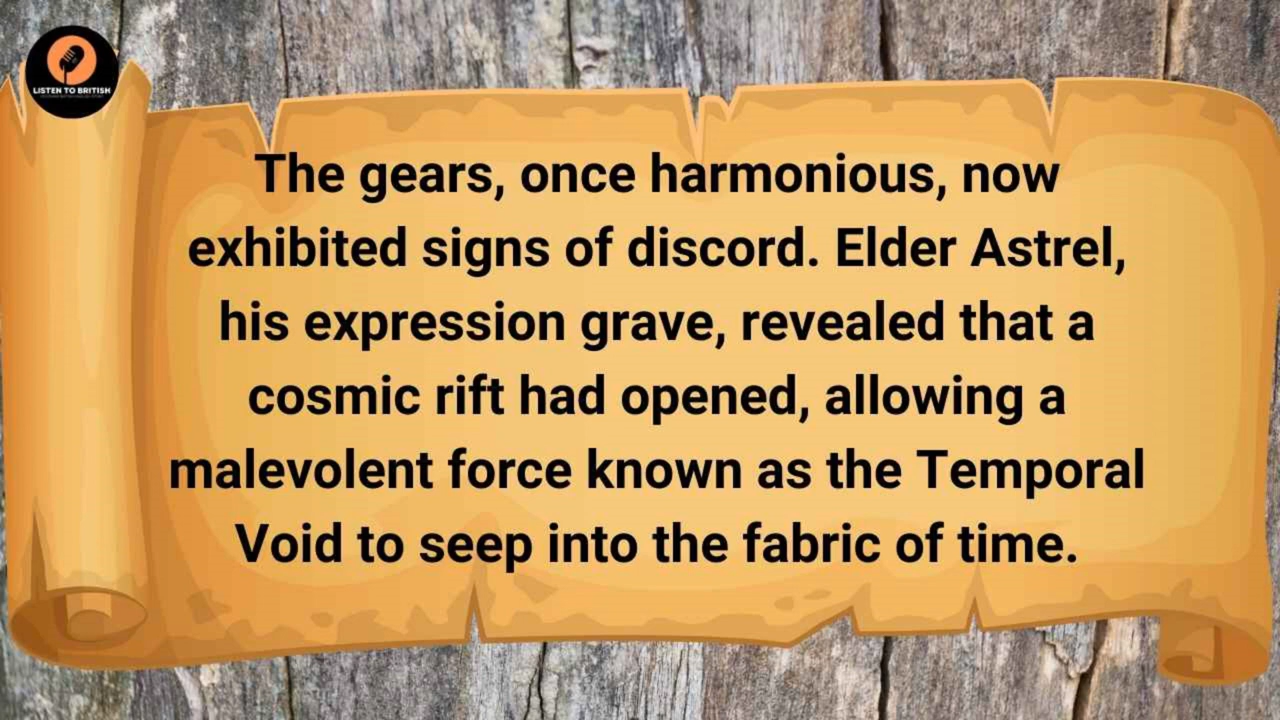 LISTEN TO BRITISH
The gears, once harmonious, now
exhibited signs of discord. Elder Astrel,
his expression grave, revealed that a
cosmic rift had opened, allowing a
malevolent force known as the Temporal
Void to seep into the fabric of time.